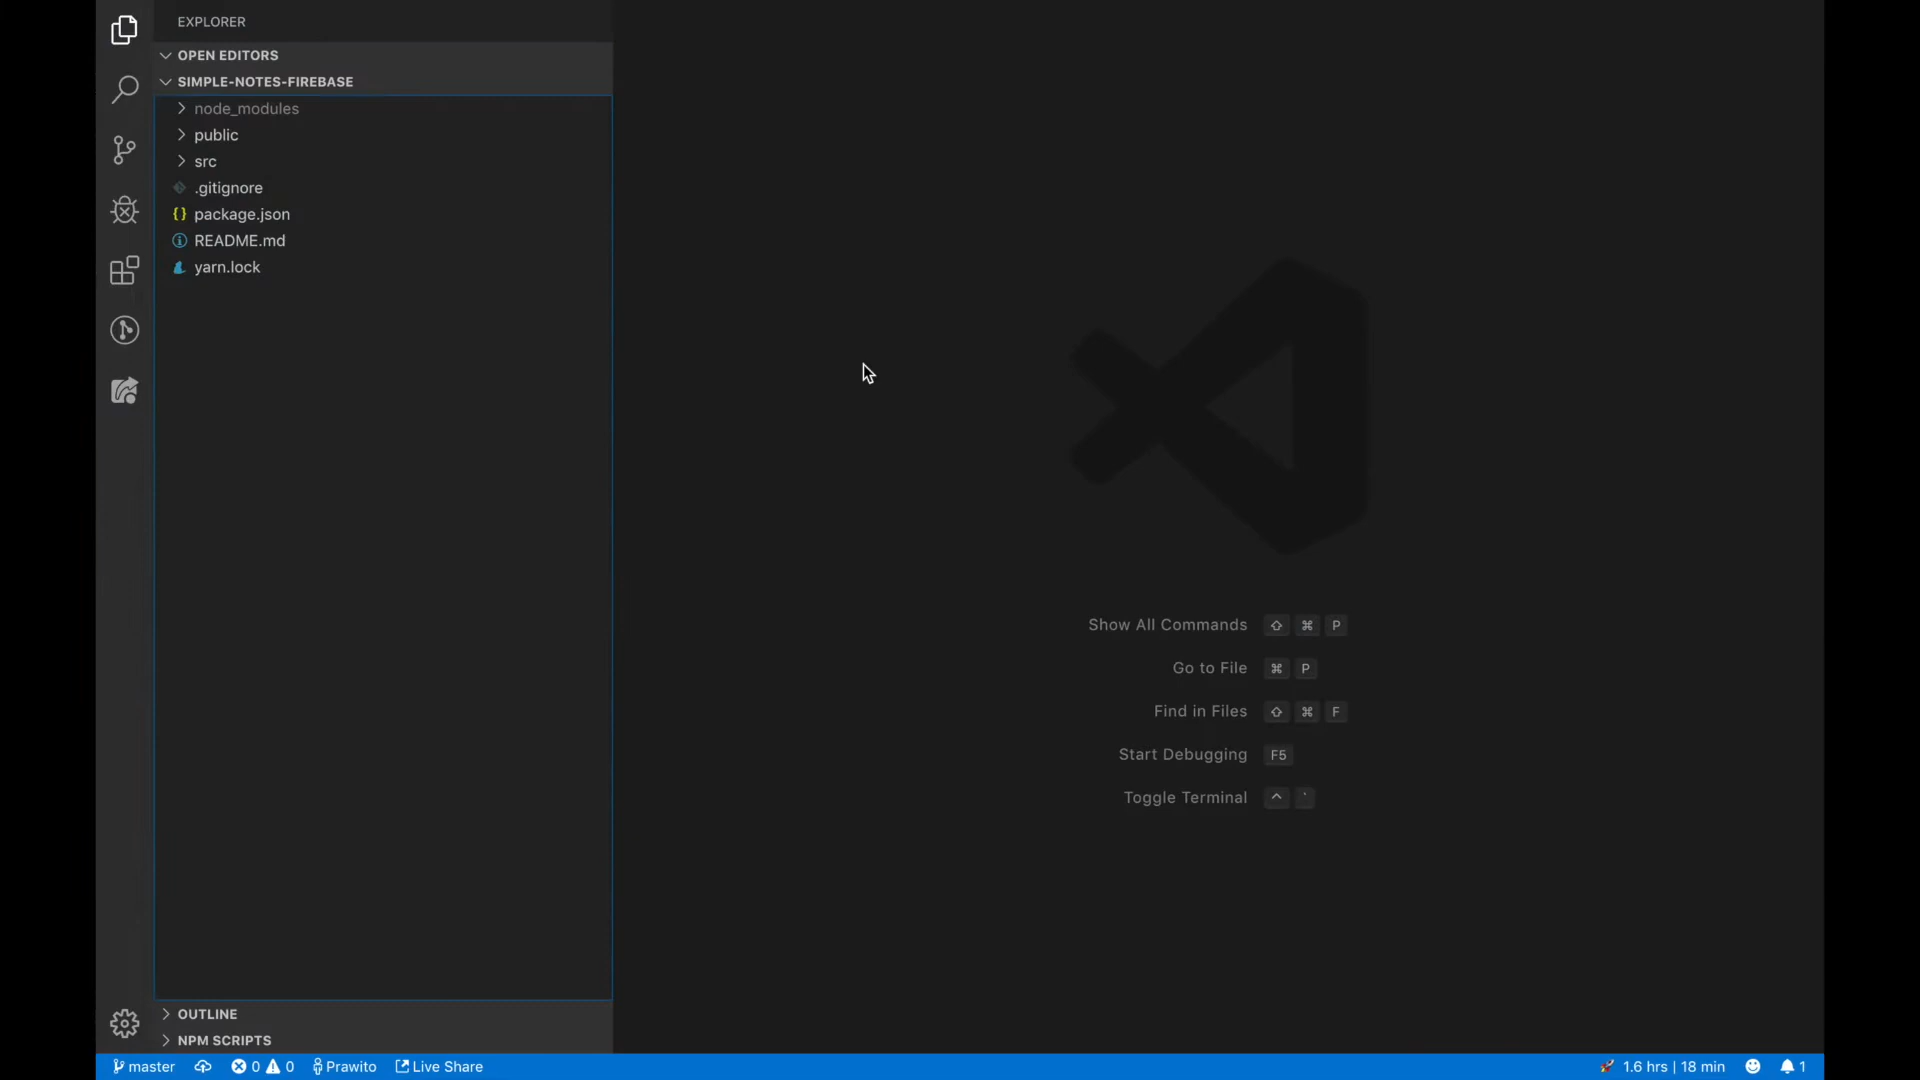 EXPLORER
OPEN EDITORS
SIMPLE-NOTES-FIREBASE
node_modules
public
src
.gitignore
package.json
README.md
yarn.lock
Show All Commands ⇧ ⌘ P
Go to File ⌘ P
Find in Files ⇧ ⌘ F
Start Debugging F5
Toggle Terminal ^ `
OUTLINE
NPM SCRIPTS
master 0 0 Prawito Live Share 1.6 hrs | 18 min 1